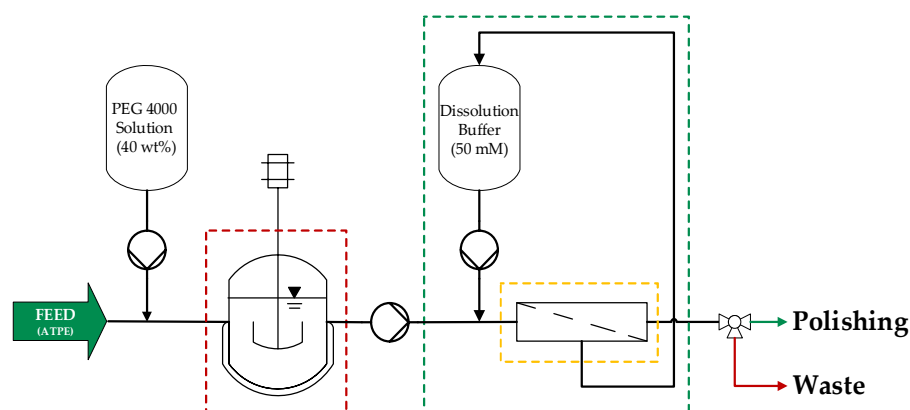 PEG 4000
Solution
(40 wt%)
Dissolution
Buffer
(50 mM)
FEED
(ATPE)
Polishing
Waste